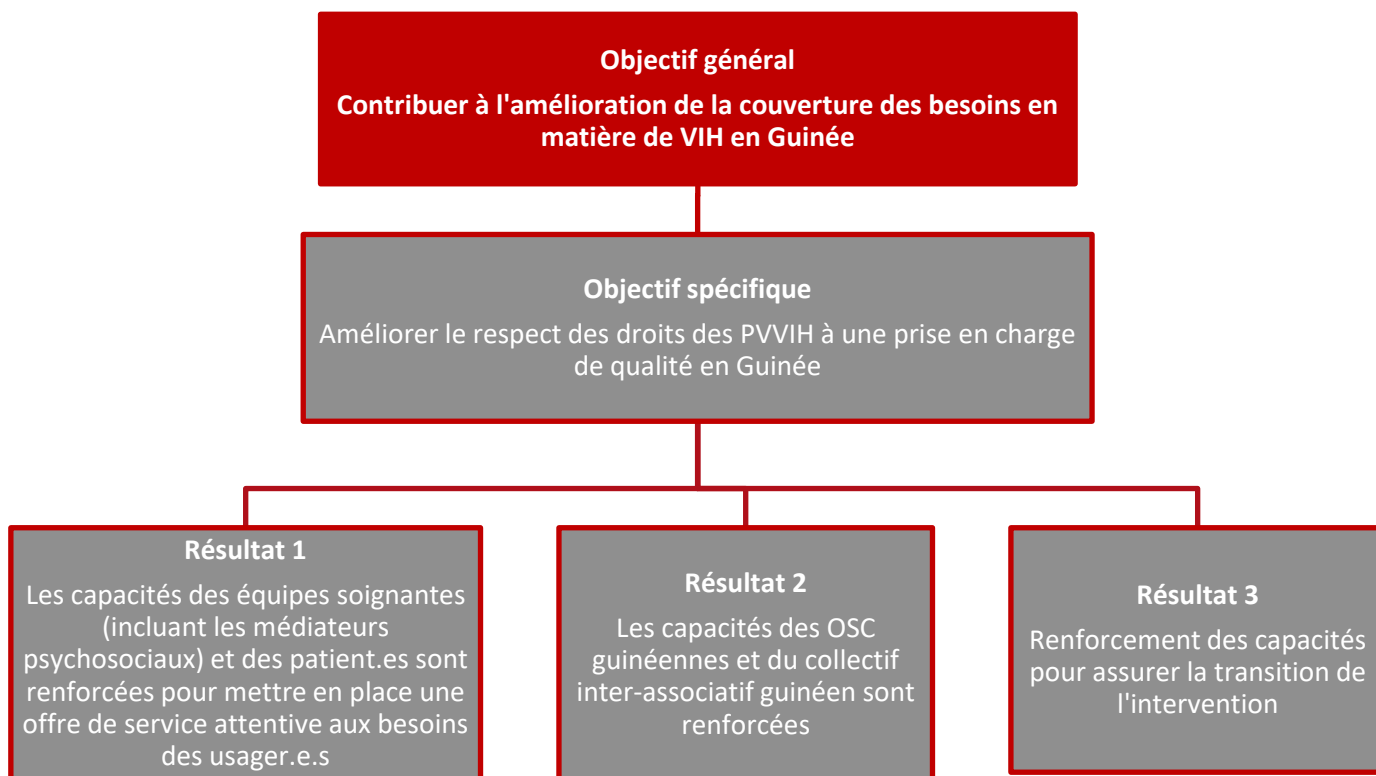 Objectif général
Contribuer à l'amélioration de la couverture des besoins en
matière de VIH en Guinée
Objectif spécifique
Améliorer le respect des droits des PVVIH à une prise en charge
de qualité en Guinée
Résultat 1
Les capacités des équipes soignantes
(incluant les médiateurs
psychosociaux) et des patient.es sont
renforcées pour mettre en place une
offre de service attentive aux besoins
des usager.e.s
Résultat 2
Les capacités des OSC
guinéennes et du collectif
inter-associatif guinéen sont
renforcées
Résultat 3
Renforcement des capacités
pour assurer la transition de
l'intervention